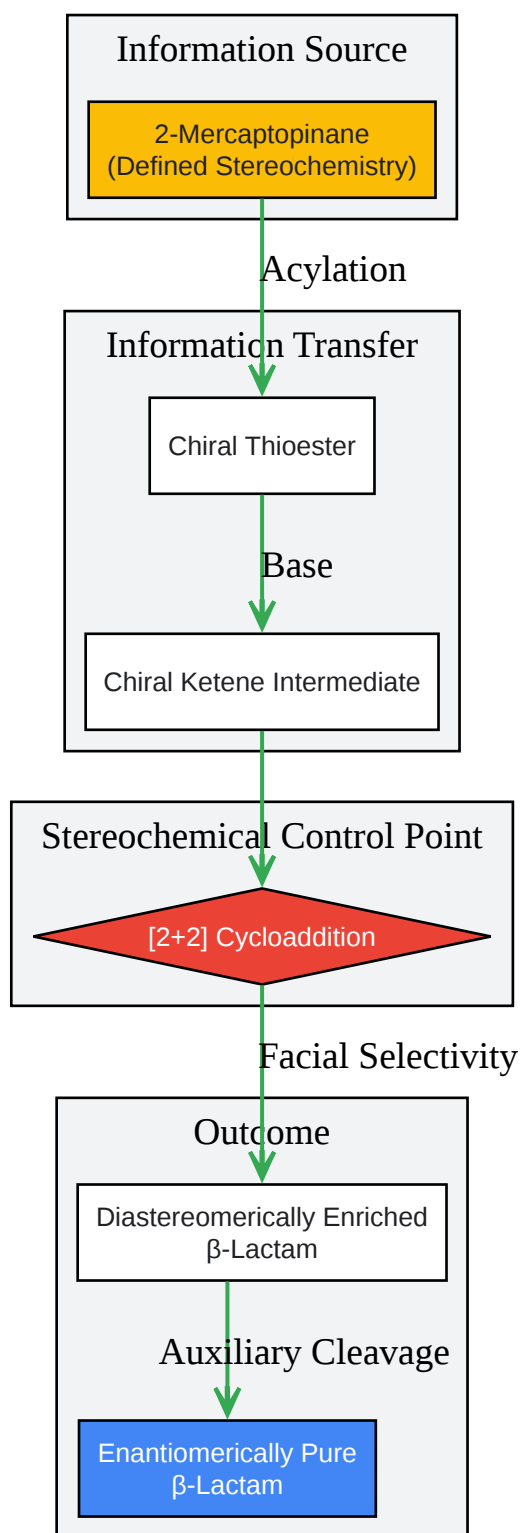 Information Source
2-Mercaptopinane
(Defined Stereochemistry)
Acylation
Information Transfer
Chiral Thioester
Base
Chiral Ketene Intermediate
Stereochemical Control Point
[2+2] Cycloaddition
Facial Selectivity
Outcome
Diastereomerically Enriched
β-Lactam
Auxiliary Cleavage
Enantiomerically Pure
β-Lactam